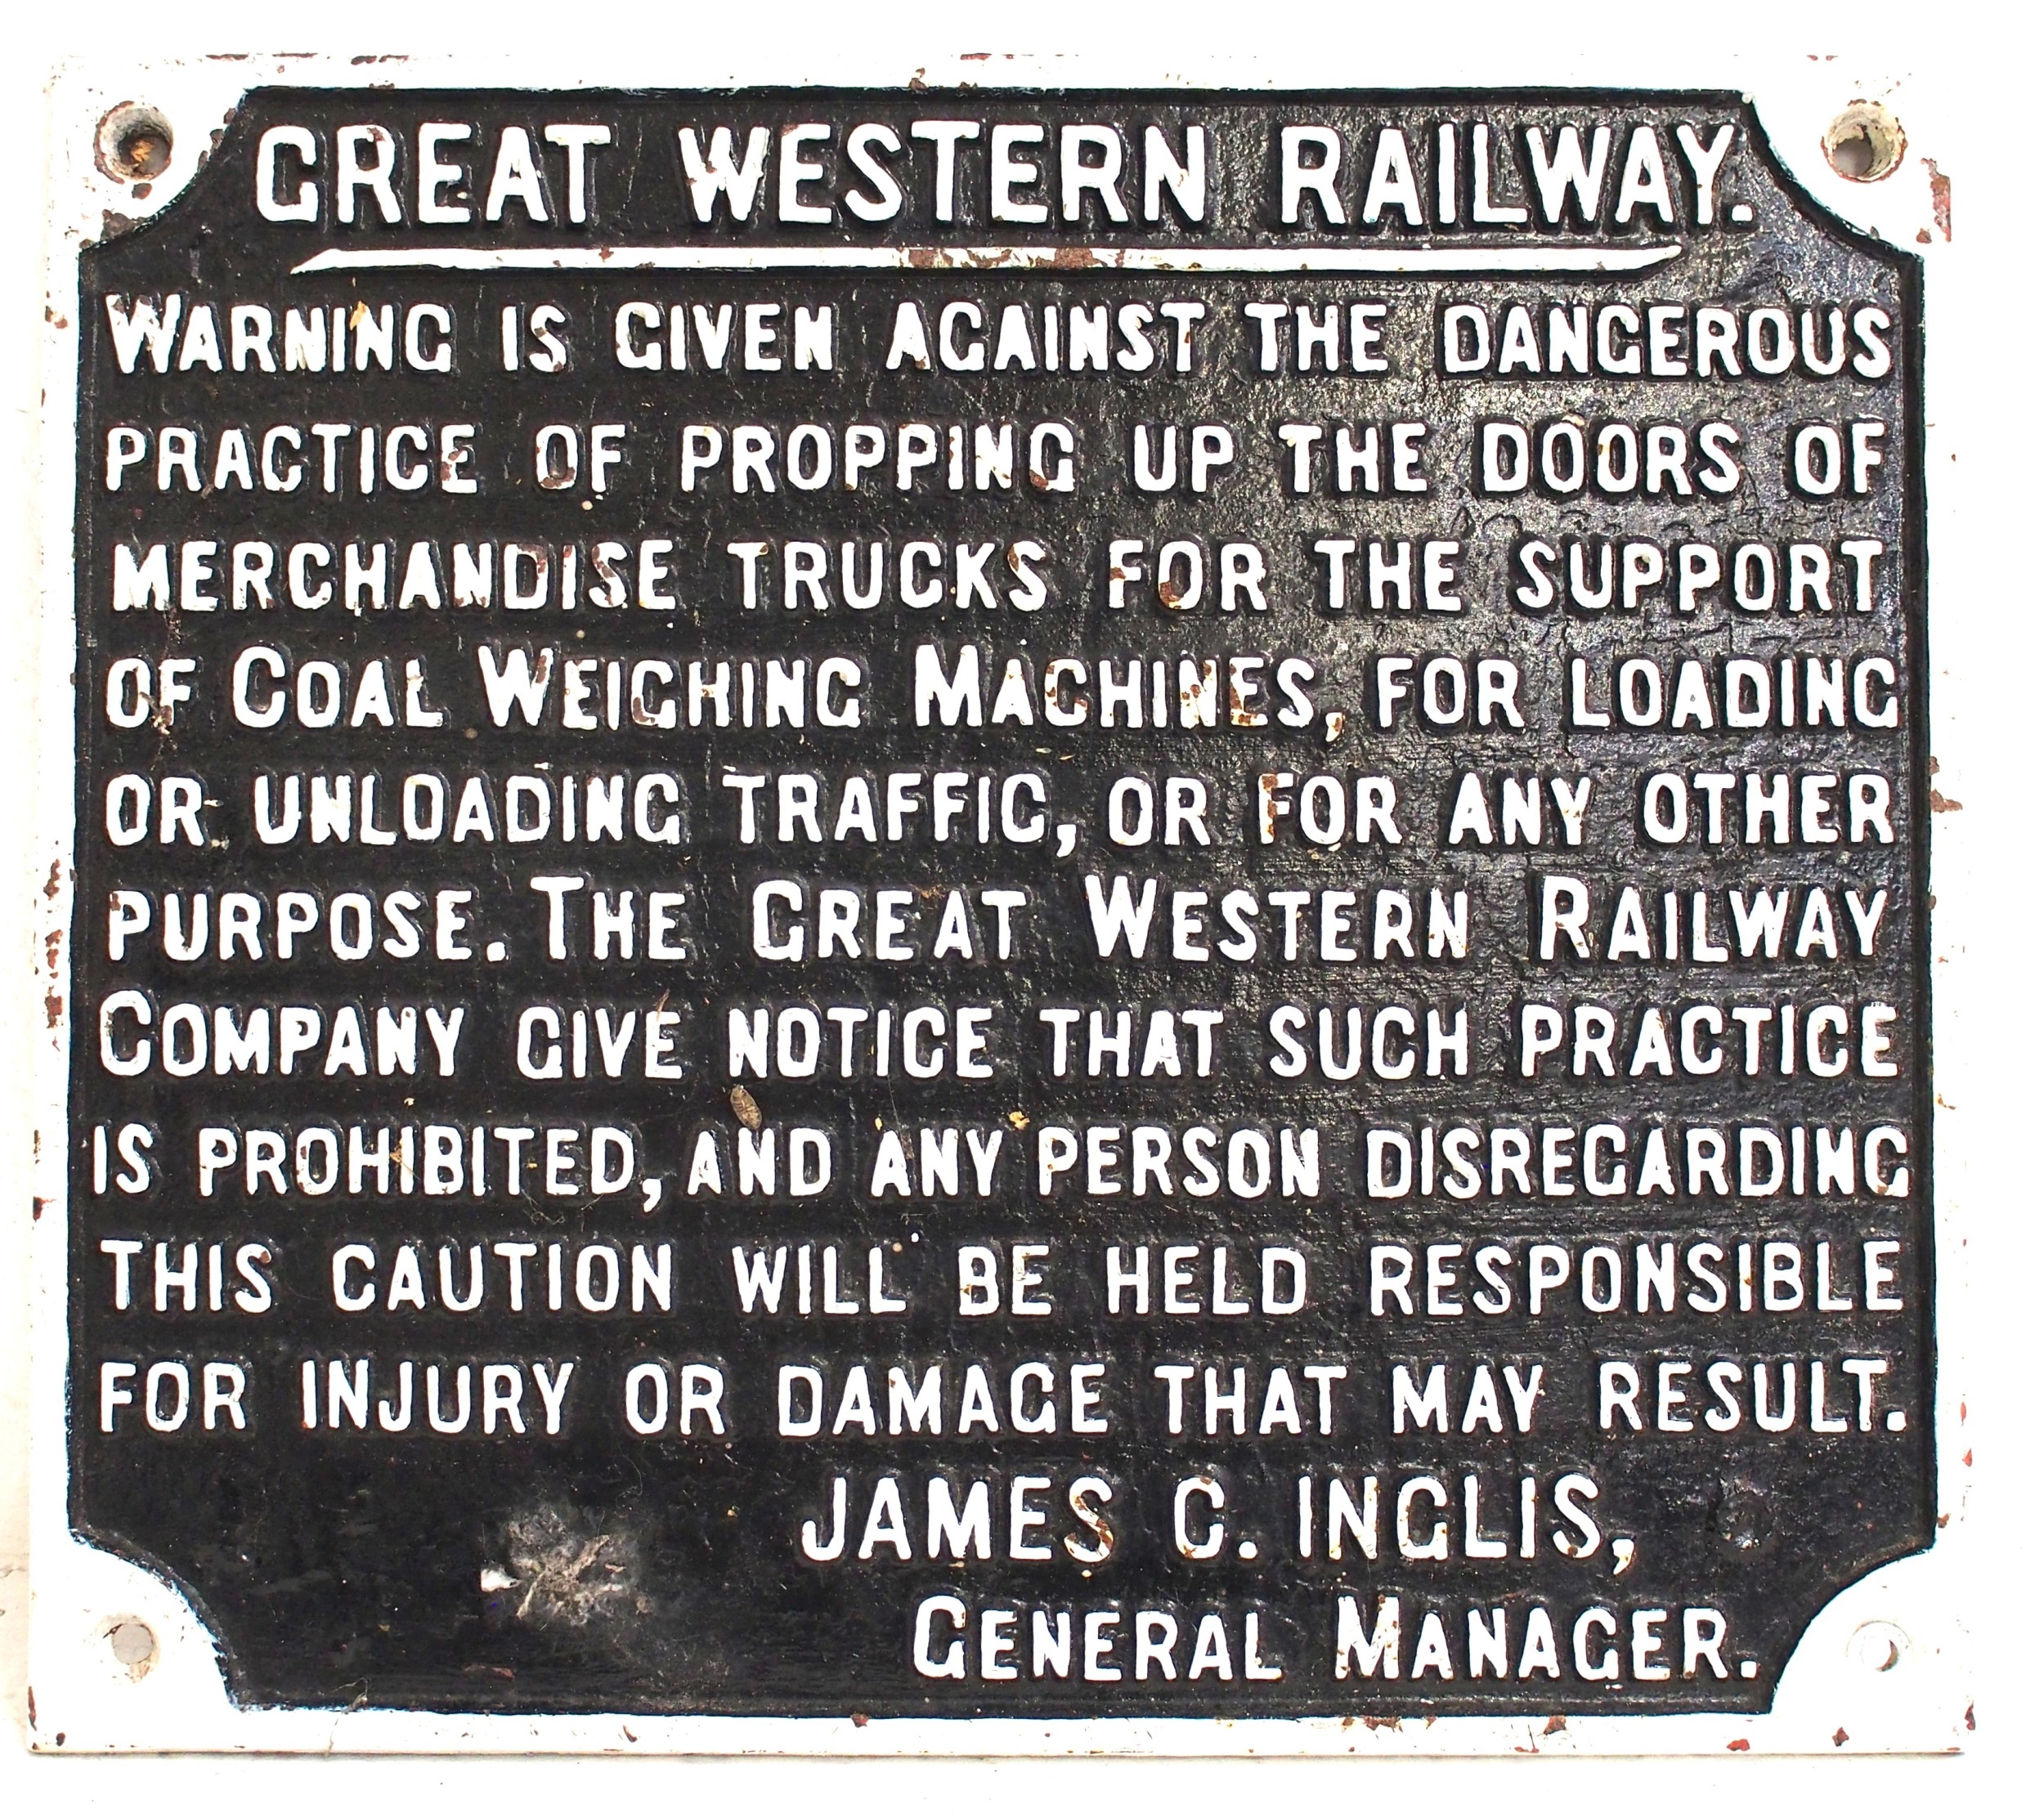 GREAT WESTERN RAILWAY.
WARNING IS GIVEN AGAINST THE DANGEROUS
PRACTICE OF PROPPING UP THE DOORS OF
MERCHANDISE TRUCKS FOR THE SUPPORT
OF COAL WEIGHING MACHINES, FOR LOADING
OR UNLOADING TRAFFIC, OR FOR ANY OTHER
PURPOSE. THE GREAT WESTERN RAILWAY
COMPANY GIVE NOTICE THAT SUCH PRACTICE
IS PROHIBITED, AND ANY PERSON DISREGARDING
THIS CAUTION WILL BE HELD RESPONSIBLE
FOR INJURY OR DAMAGE THAT MAY RESULT.
JAMES C. INGLIS,
GENERAL MANAGER.